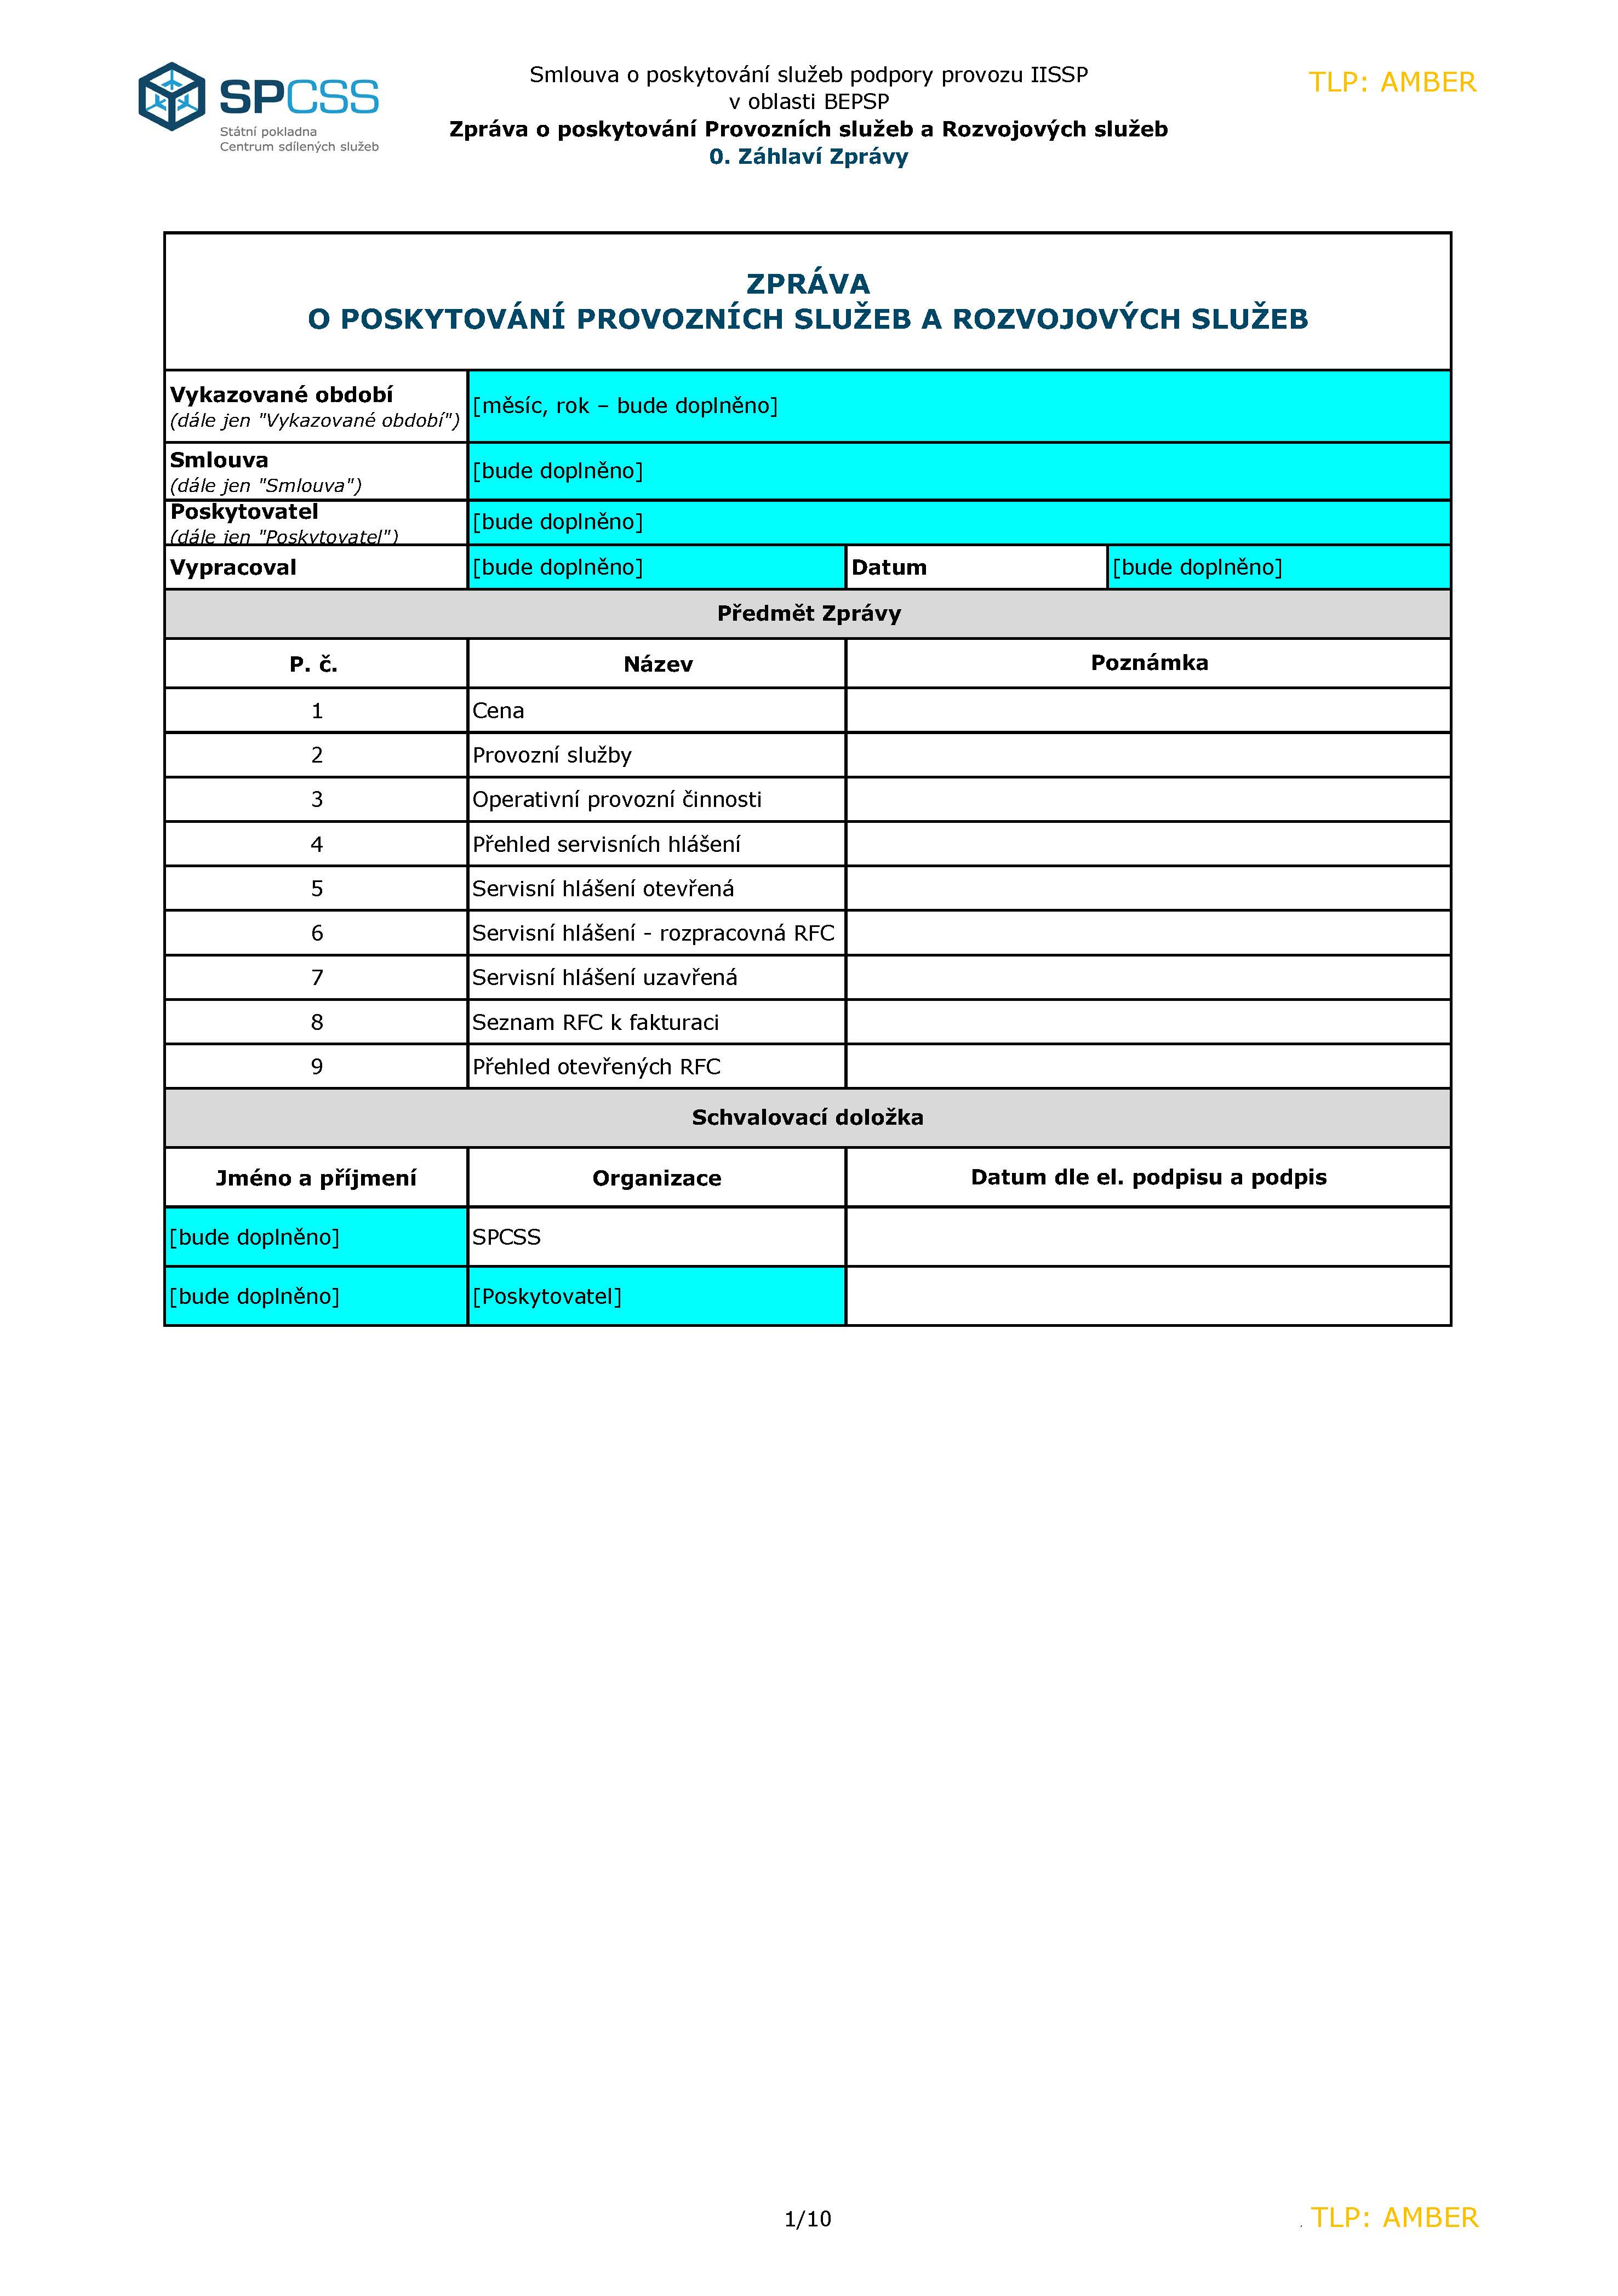 SPCSS
Státní pokladna
Centrum sdílených služeb
Smlouva o poskytování služeb podpory provozu IISSP
v oblasti BEPSP
Zpráva o poskytování Provozních služeb a Rozvojových služeb
0. Záhlaví Zprávy
TLP: AMBER
ZPRÁVA
O POSKYTOVÁNÍ PROVOZNÍCH SLUŽEB A ROZVOJOVÝCH SLUŽEB
Vykazované období
(dále jen "Vykazované období")
[měsíc, rok – bude doplněno]
Smlouva
(dále jen "Smlouva")
[bude doplněno]
Poskytovatel
(dále jen "Poskytovatel")
[bude doplněno]
Vypracoval [bude doplněno] Datum [bude doplněno]
Předmět Zprávy
P. č. Název Poznámka
1 Cena
2 Provozní služby
3 Operativní provozní činnosti
4 Přehled servisních hlášení
5 Servisní hlášení otevřená
6 Servisní hlášení - rozpracovná RFC
7 Servisní hlášení uzavřená
8 Seznam RFC k fakturaci
9 Přehled otevřených RFC
Schvalovací doložka
Jméno a příjmení Organizace Datum dle el. podpisu a podpis
[bude doplněno] SPCSS
[bude doplněno] [Poskytovatel]
1/10
. TLP: AMBER